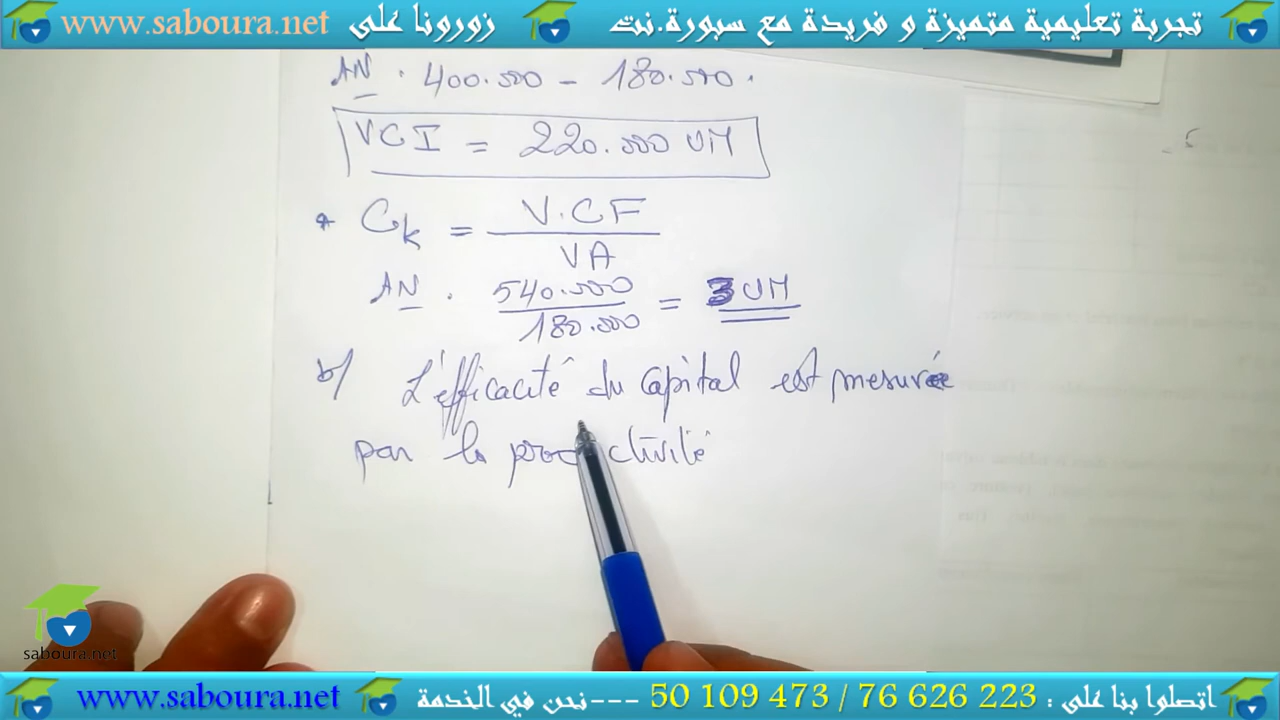 تجربة تعليمية متميزة و فريدة مع سبورة.نت زورونا على www.saboura.net
AN . 400.000 - 180.000.
VCI = 220.000 UM
* Ck = V.CF / VA
AN . 540.000 / 180.000 = 3 UM
b/ L'éfficacité du Capital est mesurée
par la productivité
saboura.net
اتصلوا بنا على : 223 626 76 / 473 109 50 ---نحن في الخدمة www.saboura.net